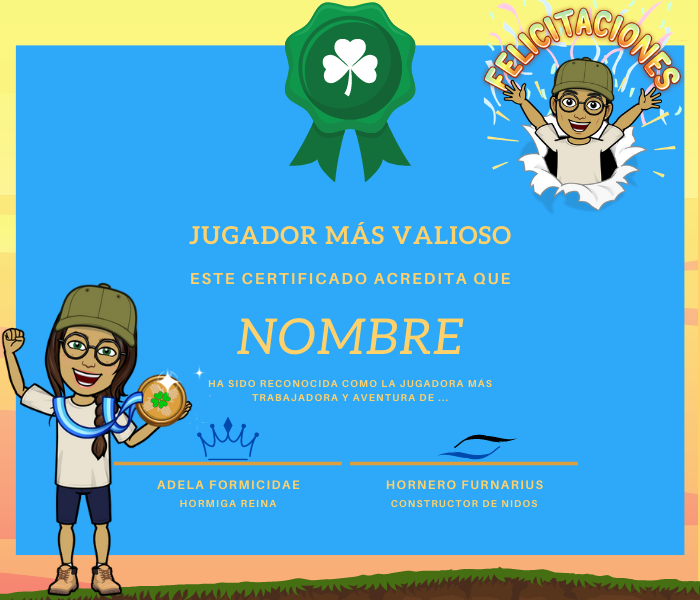 FELICITACIONES
JUGADOR MÁS VALIOSO
ESTE CERTIFICADO ACREDITA QUE
NOMBRE
HA SIDO RECONOCIDA COMO LA JUGADORA MÁS
TRABAJADORA Y AVENTURA DE ...
ADELA FORMICIDAE
HORMIGA REINA
HORNERO FURNARIUS
CONSTRUCTOR DE NIDOS